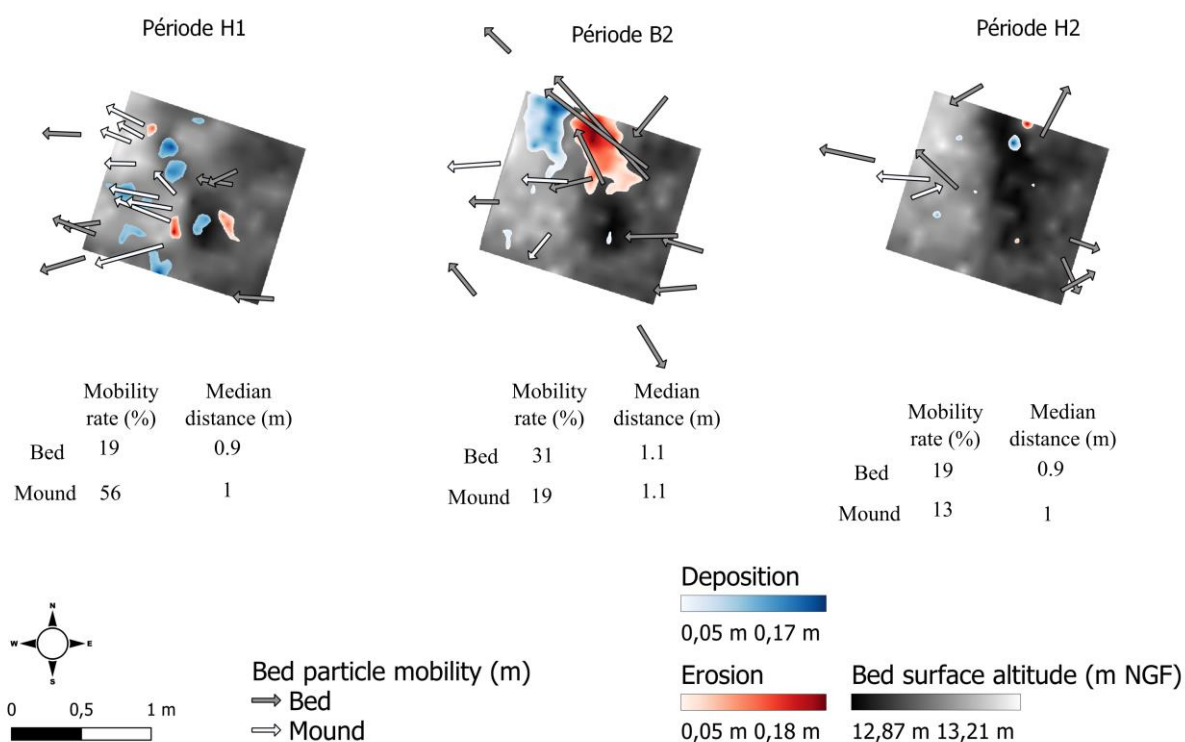 Période H1
Période B2
Période H2
Mobility Median
rate (%) distance (m)
Bed 19 0.9
Mound 56 1
Mobility Median
rate (%) distance (m)
Bed 31 1.1
Mound 19 1.1
Mobility Median
rate (%) distance (m)
Bed 19 0.9
Mound 13 1
N
W E
S
0 0,5 1 m
Bed particle mobility (m)
Bed
Mound
Deposition
0,05 m 0,17 m
Erosion
0,05 m 0,18 m
Bed surface altitude (m NGF)
12,87 m 13,21 m